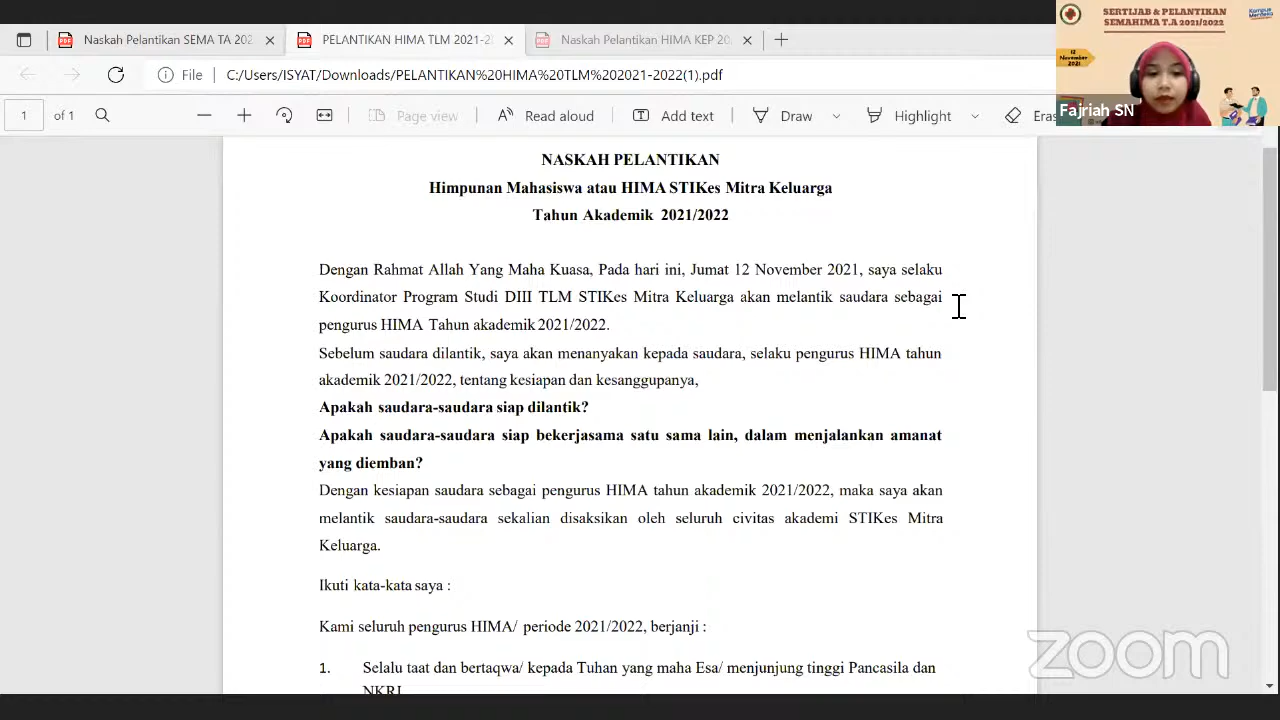 Naskah Pelantikan SEMA TA 202
PELANTIKAN HIMA TLM 2021-2
Naskah Pelantikan HIMA KEP 20
File
C:/Users/ISYAT/Downloads/PELANTIKAN%20HIMA%20TLM%202021-2022(1).pdf
1 of 1
Page view
Read aloud
Add text
Draw
Highlight
Eras
SERTIJAB & PELANTIKAN
SEMAHIMA T.A 2021/2022
Kampus
Merdeka
12
November
2021
Fajriah SN
NASKAH PELANTIKAN
Himpunan Mahasiswa atau HIMA STIKes Mitra Keluarga
Tahun Akademik 2021/2022
Dengan Rahmat Allah Yang Maha Kuasa, Pada hari ini, Jumat 12 November 2021, saya selaku
Koordinator Program Studi DIII TLM STIKes Mitra Keluarga akan melantik saudara sebagai
pengurus HIMA Tahun akademik 2021/2022.
Sebelum saudara dilantik, saya akan menanyakan kepada saudara, selaku pengurus HIMA tahun
akademik 2021/2022, tentang kesiapan dan kesanggupanya,
Apakah saudara-saudara siap dilantik?
Apakah saudara-saudara siap bekerjasama satu sama lain, dalam menjalankan amanat
yang diemban?
Dengan kesiapan saudara sebagai pengurus HIMA tahun akademik 2021/2022, maka saya akan
melantik saudara-saudara sekalian disaksikan oleh seluruh civitas akademi STIKes Mitra
Keluarga.
Ikuti kata-kata saya :
Kami seluruh pengurus HIMA/ periode 2021/2022, berjanji :
1. Selalu taat dan bertaqwa/ kepada Tuhan yang maha Esa/ menjunjung tinggi Pancasila dan
NKRI
zoom